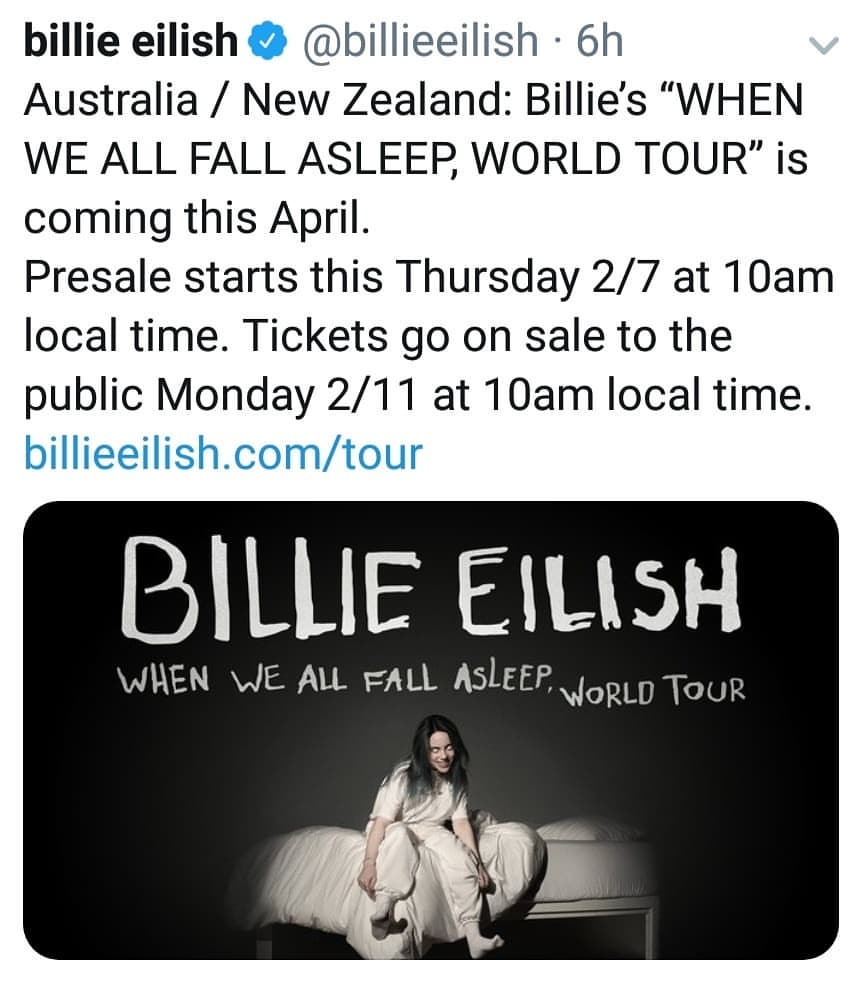 billie eilish @billieeilish · 6h
Australia / New Zealand: Billie’s “WHEN
WE ALL FALL ASLEEP, WORLD TOUR” is
coming this April.
Presale starts this Thursday 2/7 at 10am
local time. Tickets go on sale to the
public Monday 2/11 at 10am local time.
billieeilish.com/tour
BILLIE EILISH
WHEN WE ALL FALL ASLEEP, WORLD TOUR